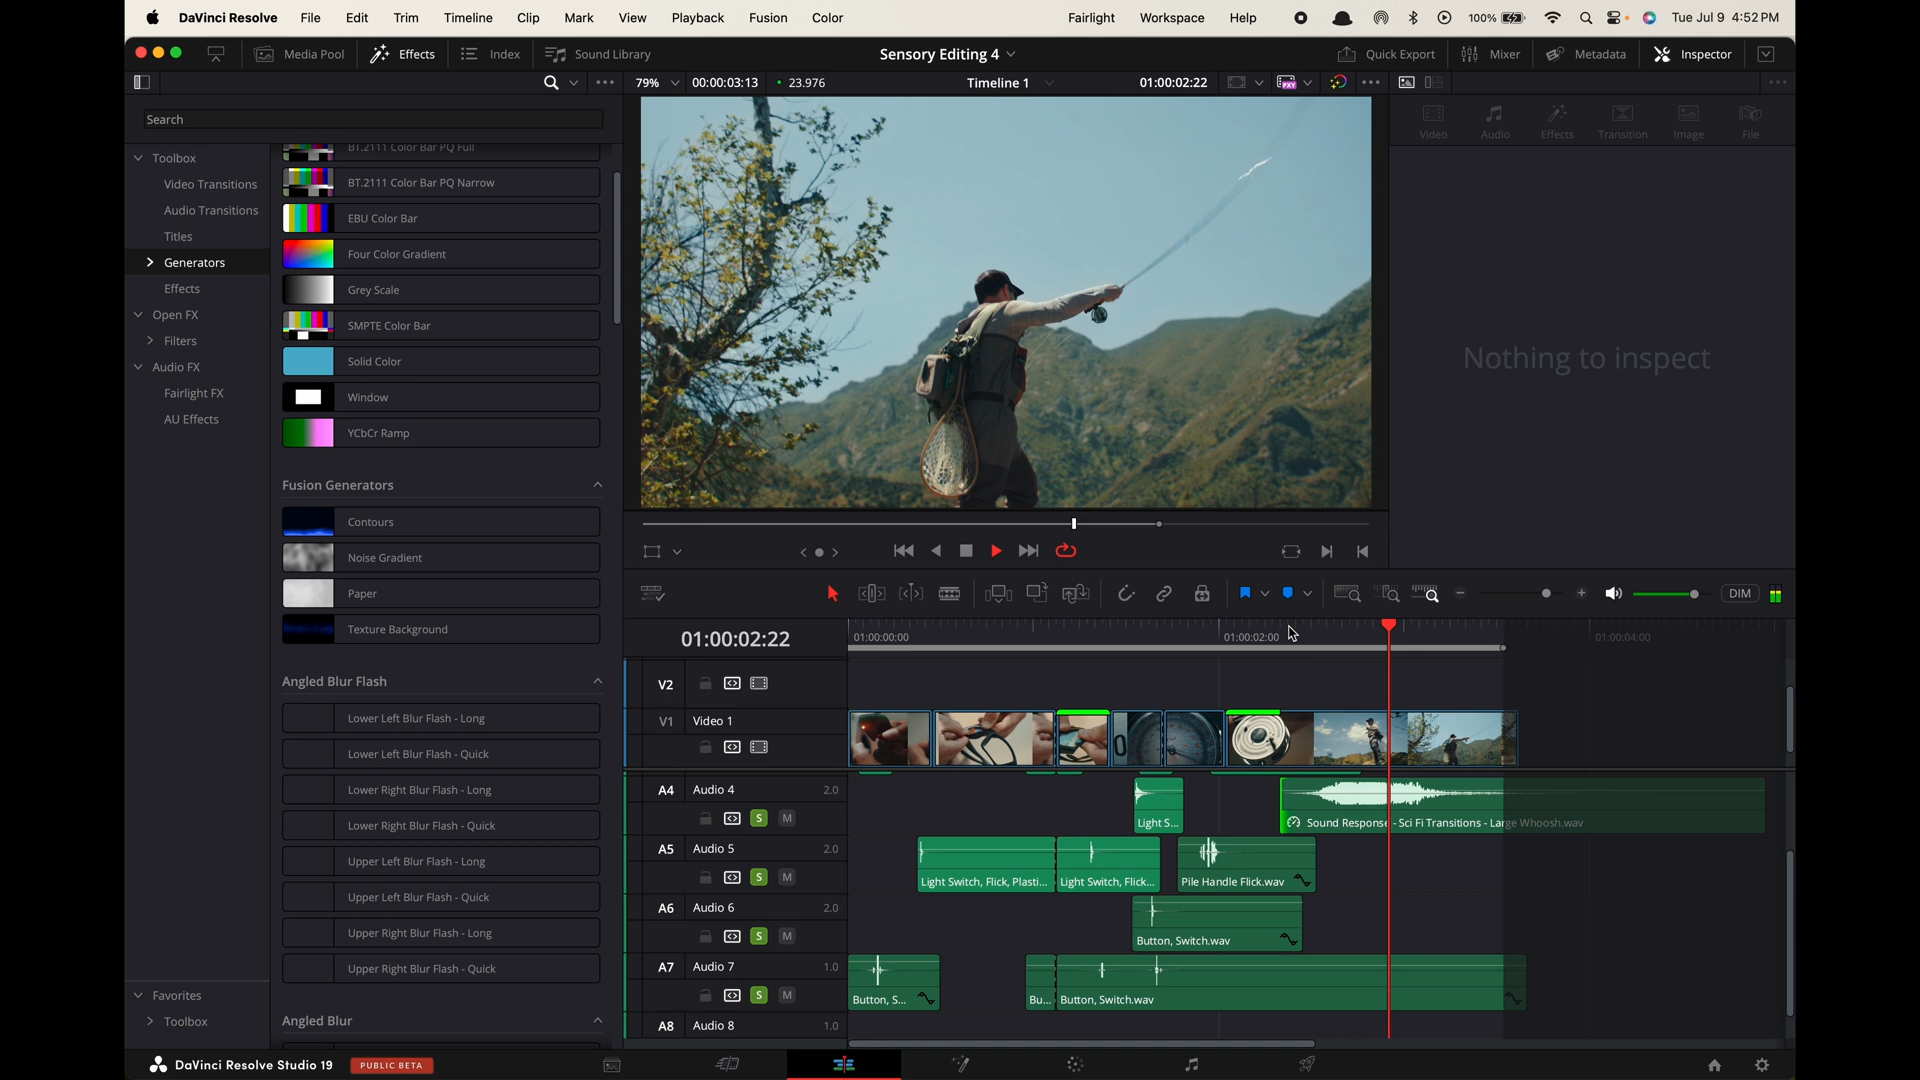 DaVinci Resolve File Edit Trim Timeline Clip Mark View Playback Fusion Color Fairlight Workspace Help 100% Tue Jul 9 4:52 PM
Media Pool Effects Index Sound Library Sensory Editing 4 Quick Export Mixer Metadata Inspector
79% 00:00:03:13 23.976 Timeline 1 01:00:02:22
Search
Video Audio Effects Transition Image File
Toolbox
Video Transitions
Audio Transitions
Titles
Generators
Effects
Open FX
Filters
Audio FX
Fairlight FX
AU Effects
BT.2111 Color Bar PQ Full
BT.2111 Color Bar PQ Narrow
EBU Color Bar
Four Color Gradient
Grey Scale
SMPTE Color Bar
Solid Color
Window
YCbCr Ramp
Fusion Generators
Contours
Noise Gradient
Paper
Texture Background
Angled Blur Flash
Lower Left Blur Flash - Long
Lower Left Blur Flash - Quick
Lower Right Blur Flash - Long
Lower Right Blur Flash - Quick
Upper Left Blur Flash - Long
Upper Left Blur Flash - Quick
Upper Right Blur Flash - Long
Upper Right Blur Flash - Quick
Angled Blur
Favorites
Toolbox
Nothing to inspect
DIM
01:00:02:22 01:00:00:00 01:00:02:00 01:00:04:00
V2
V1 Video 1
A4 Audio 4 2.0
S M Light S... Sound Response - Sci Fi Transitions - Large Whoosh.wav
A5 Audio 5 2.0
S M Light Switch, Flick, Plasti... Light Switch, Flick... Pile Handle Flick.wav
A6 Audio 6 2.0
S M Button, Switch.wav
A7 Audio 7 1.0
S M Button, S... Bu... Button, Switch.wav
A8 Audio 8 1.0
DaVinci Resolve Studio 19 PUBLIC BETA